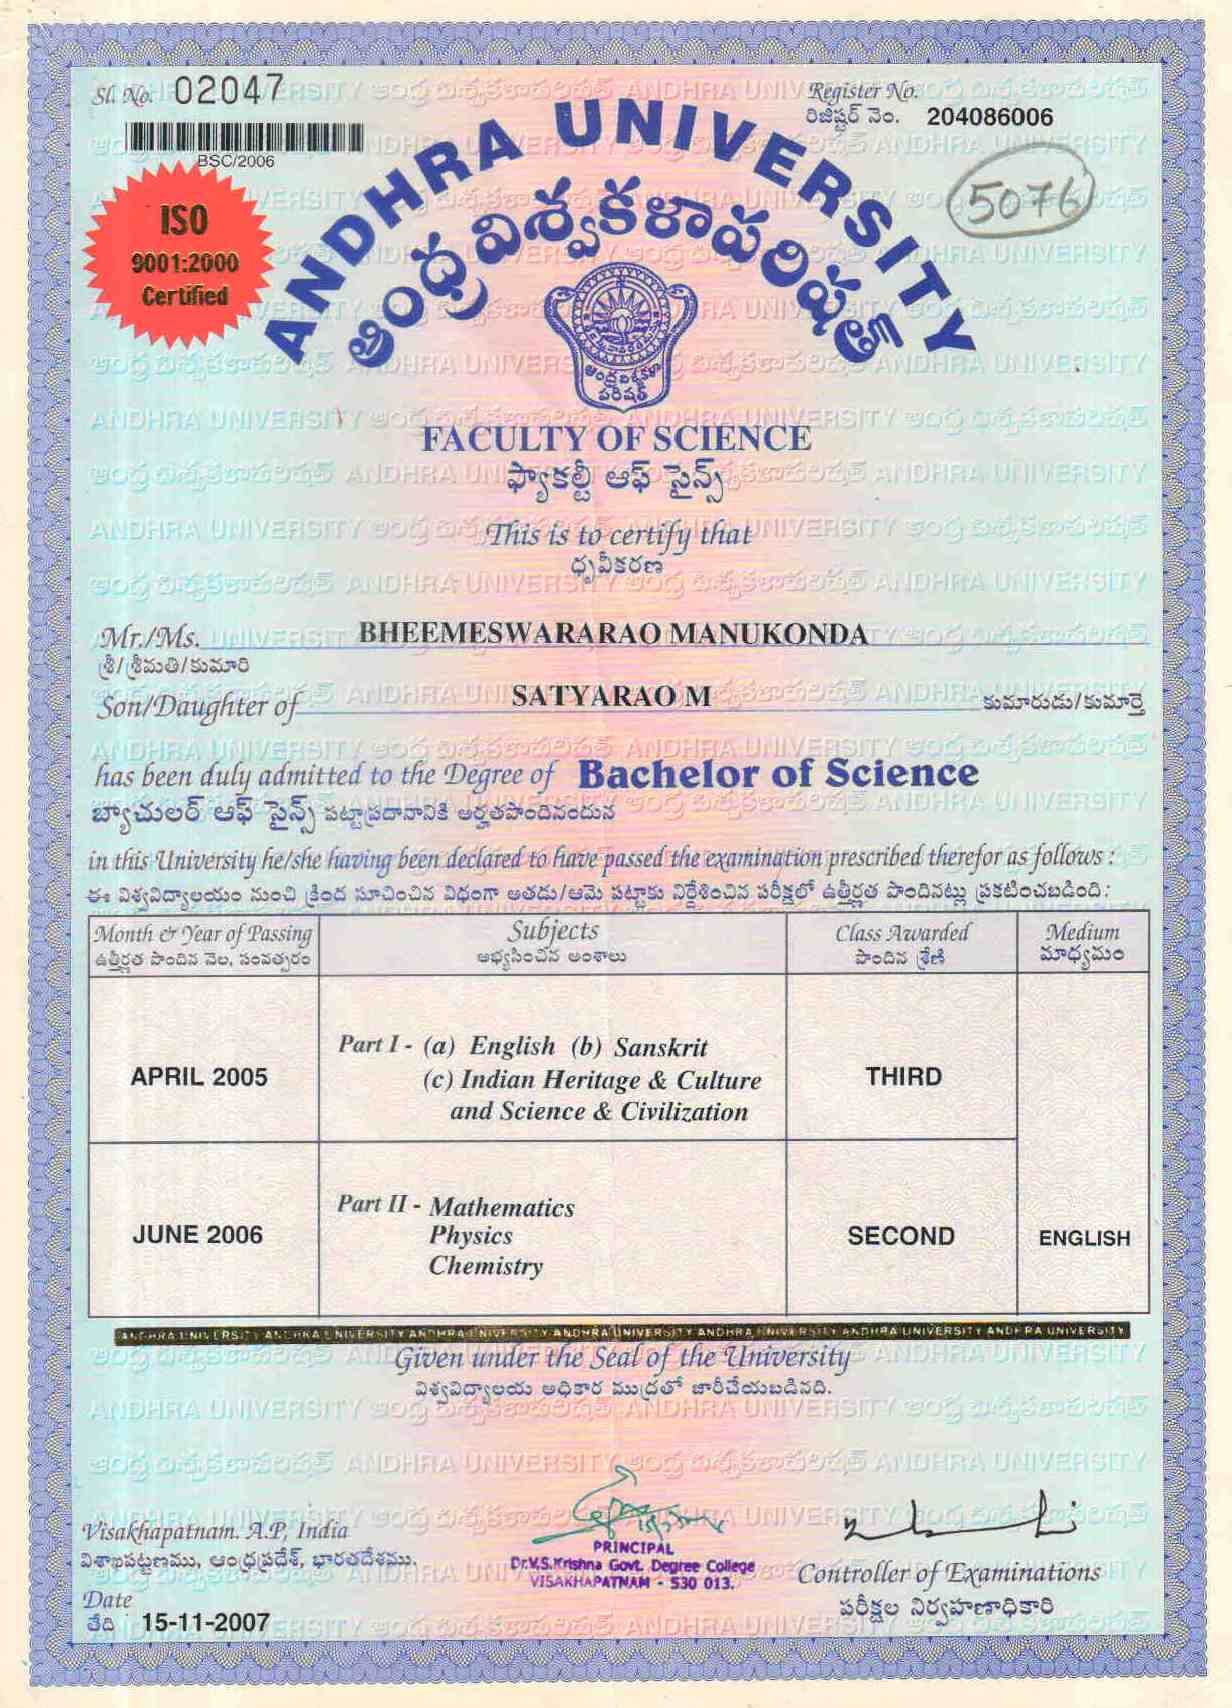 Sl. No. 02047
BSC/2006
Register No.
రిజిష్టర్ నెం. 204086006
5076
ISO
9001:2000
Certified
ANDHRA UNIVERSITY
ఆంధ్ర విశ్వకళాపరిషత్
ఆంధ్ర విశ్వకళా
పరిషత్
FACULTY OF SCIENCE
ఫ్యాకల్టీ ఆఫ్ సైన్స్
This is to certify that
ధృవీకరణ
Mr./Ms. BHEEMESWARARAO MANUKONDA
శ్రీ/శ్రీమతి/కుమారి
Son/Daughter of SATYARAO M కుమారుడు/కుమార్తె
has been duly admitted to the Degree of Bachelor of Science
బ్యాచులర్ ఆఫ్ సైన్స్ పట్టాప్రదానానికి అర్హతపొందినందున
in this University he/she having been declared to have passed the examination prescribed therefor as follows :
ఈ విశ్వవిద్యాలయం నుంచి క్రింద సూచించిన విధంగా అతడు/ఆమె పట్టాకు నిర్దేశించిన పరీక్షలో ఉత్తీర్ణత పొందినట్లు ప్రకటించబడింది:
Month & Year of Passing Subjects Class Awarded Medium
ఉత్తీర్ణత పొందిన నెల, సంవత్సరం అభ్యసించిన అంశాలు పొందిన శ్రేణి మాధ్యమం
Part I - (a) English (b) Sanskrit
APRIL 2005 (c) Indian Heritage & Culture THIRD
and Science & Civilization
Part II - Mathematics
JUNE 2006 Physics SECOND ENGLISH
Chemistry
ANDHRA UNIVERSITY ANDHRA UNIVERSITY ANDHRA UNIVERSITY ANDHRA UNIVERSITY ANDHRA UNIVERSITY ANDHRA UNIVERSITY ANDHRA UNIVERSITY
Given under the Seal of the University
విశ్వవిద్యాలయ అధికార ముద్రతో జారీచేయబడినది.
Visakhapatnam. A.P, India
విశాఖపట్టణము, ఆంధ్రప్రదేశ్, భారతదేశము.
PRINCIPAL
Dr.V.S.Krishna Govt. Degree College
VISAKHAPATNAM - 530 013.
Controller of Examinations
పరీక్షల నిర్వహణాధికారి
Date
తేది 15-11-2007